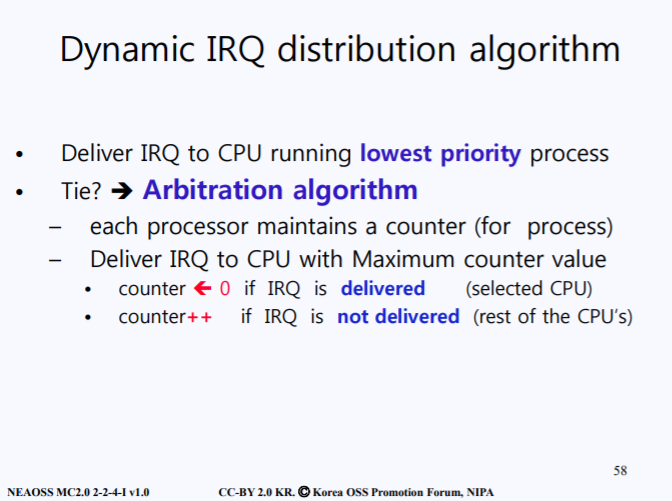 Dynamic IRQ distribution algorithm
• Deliver IRQ to CPU running lowest priority process
• Tie? ➔ Arbitration algorithm
– each processor maintains a counter (for process)
– Deliver IRQ to CPU with Maximum counter value
• counter 🡸 0 if IRQ is delivered (selected CPU)
• counter++ if IRQ is not delivered (rest of the CPU's)
58
NEAOSS MC2.0 2-2-4-I v1.0 CC-BY 2.0 KR. © Korea OSS Promotion Forum, NIPA